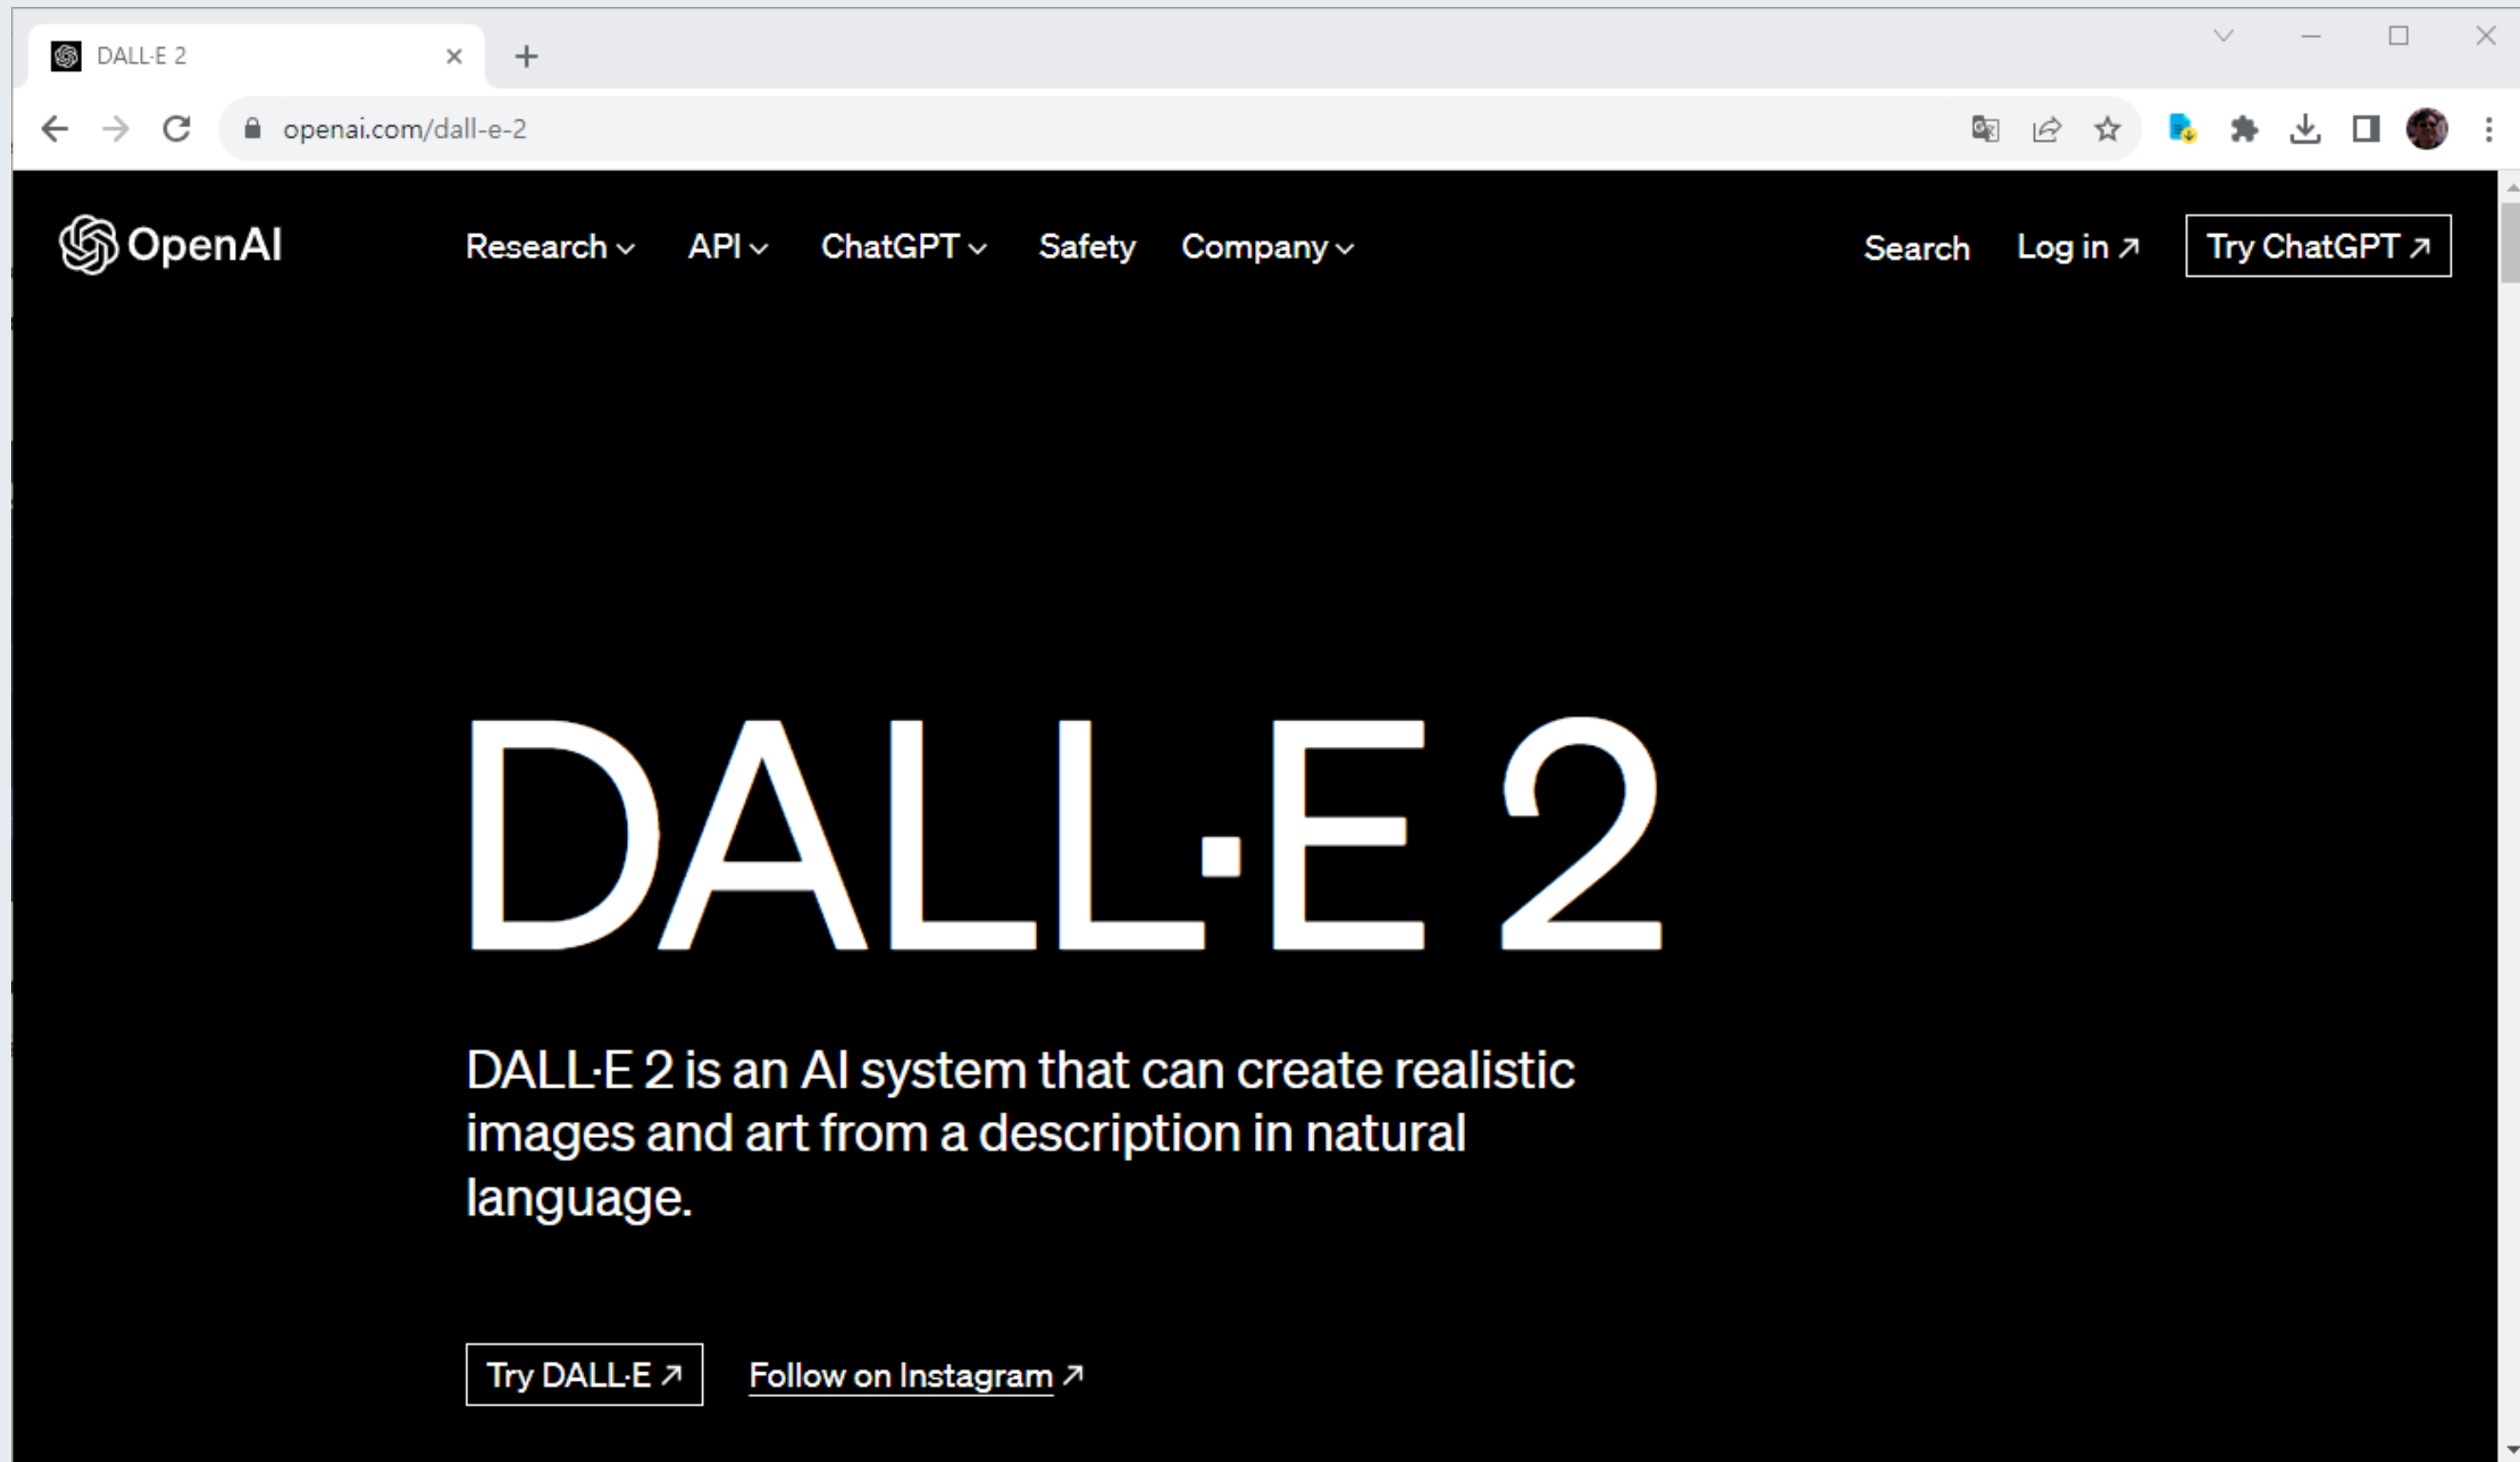 DALL·E 2
openai.com/dall-e-2
OpenAI Research API ChatGPT Safety Company Search Log in ↗ Try ChatGPT ↗
DALL·E 2
DALL·E 2 is an AI system that can create realistic
images and art from a description in natural
language.
Try DALL·E ↗ Follow on Instagram ↗